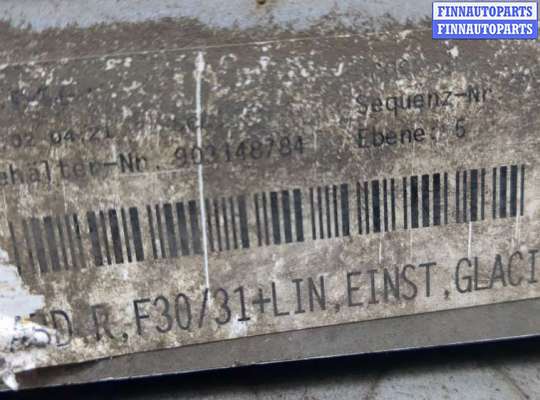 FINNAUTOPARTS
FINNAUTOPARTS
Sequenz-Nr
02.04.21
Ebene: 5
ehälter-Nr. 903148784
R,F30/31+LIN,EINST,GLACI